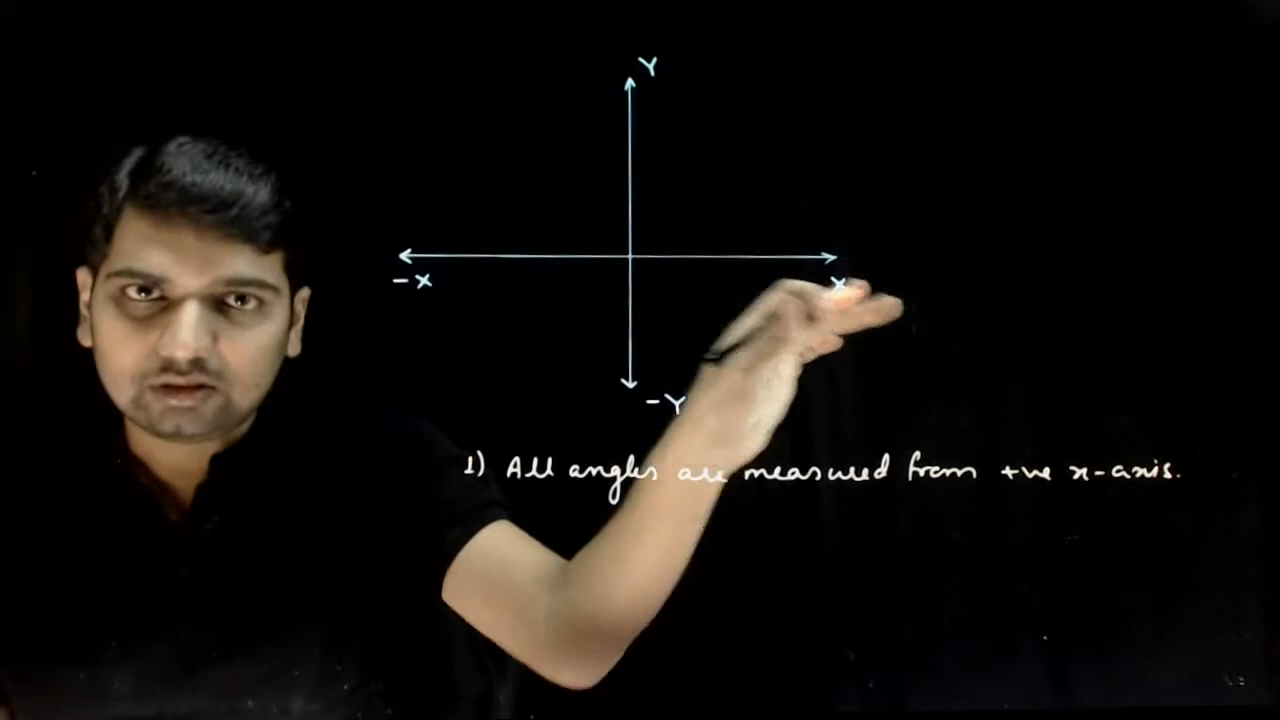 Y
-X
X
-Y
1) All angles are measured from +ve x-axis.